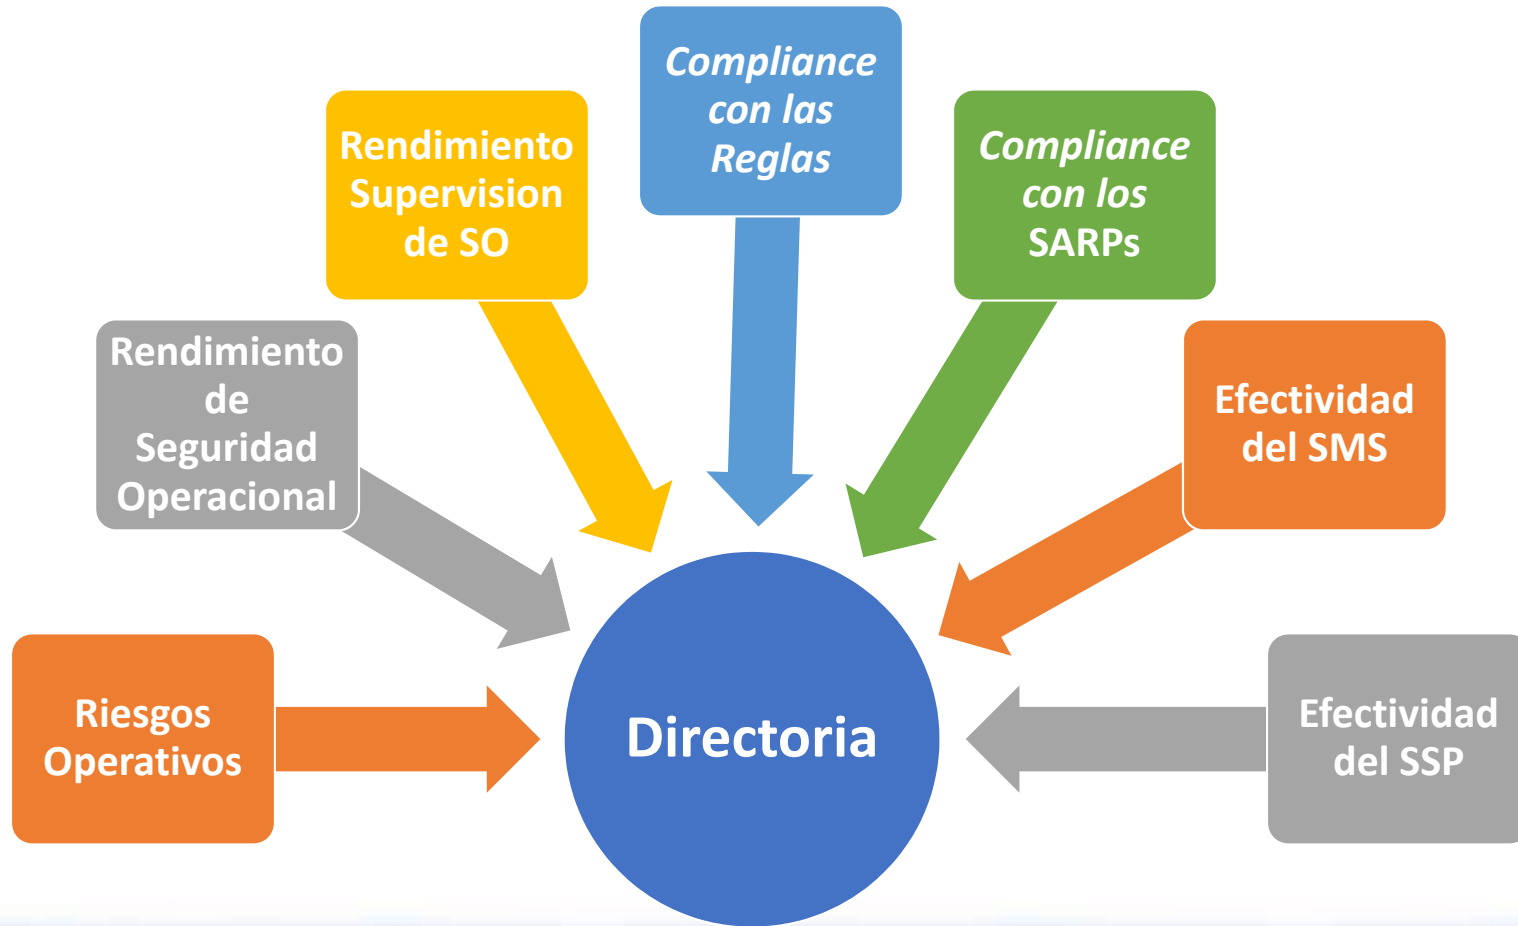 Compliance
con las
Reglas
Rendimiento
Supervision
de SO
Compliance
con los
SARPs
Rendimiento
de
Seguridad
Operacional
Efectividad
del SMS
Riesgos
Operativos
Directoria
Efectividad
del SSP